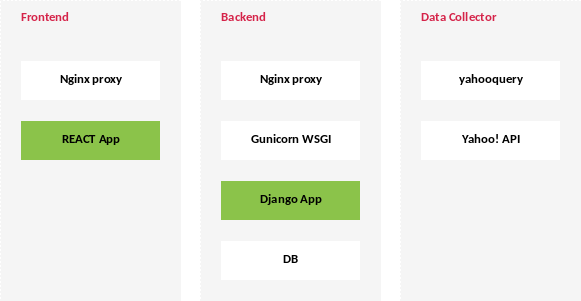 Frontend
Nginx proxy
REACT App
Backend
Nginx proxy
Gunicorn WSGI
Django App
DB
Data Collector
yahooquery
Yahoo! API